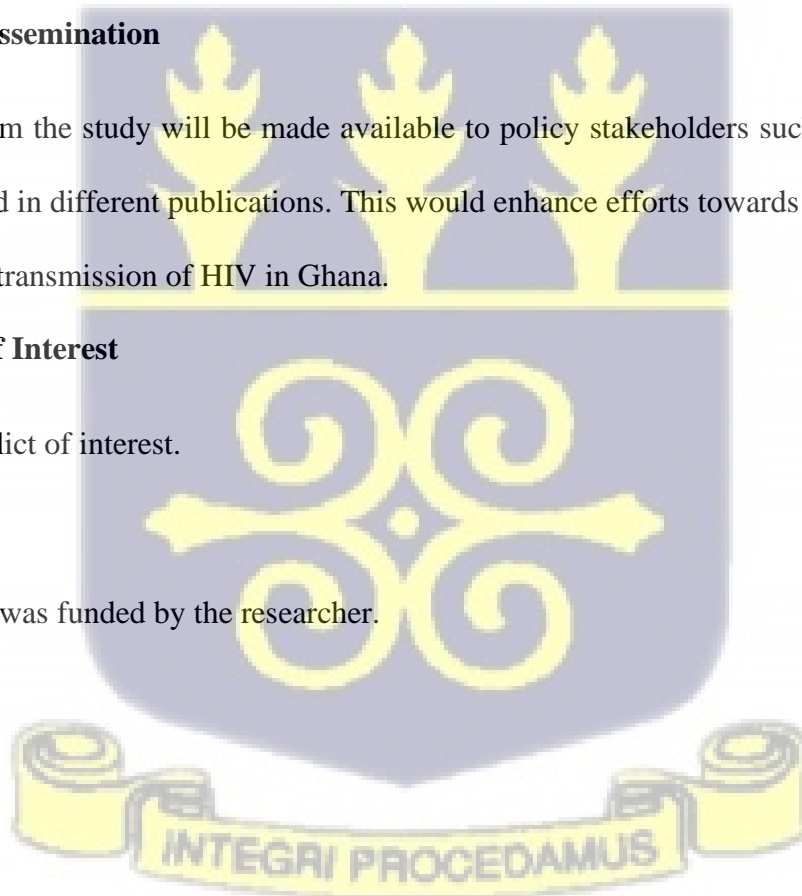 ssemination
m the study will be made available to policy stakeholders suc
d in different publications. This would enhance efforts towards
transmission of HIV in Ghana.
f Interest
lict of interest.
was funded by the researcher.
INTEGRI PROCEDAMUS